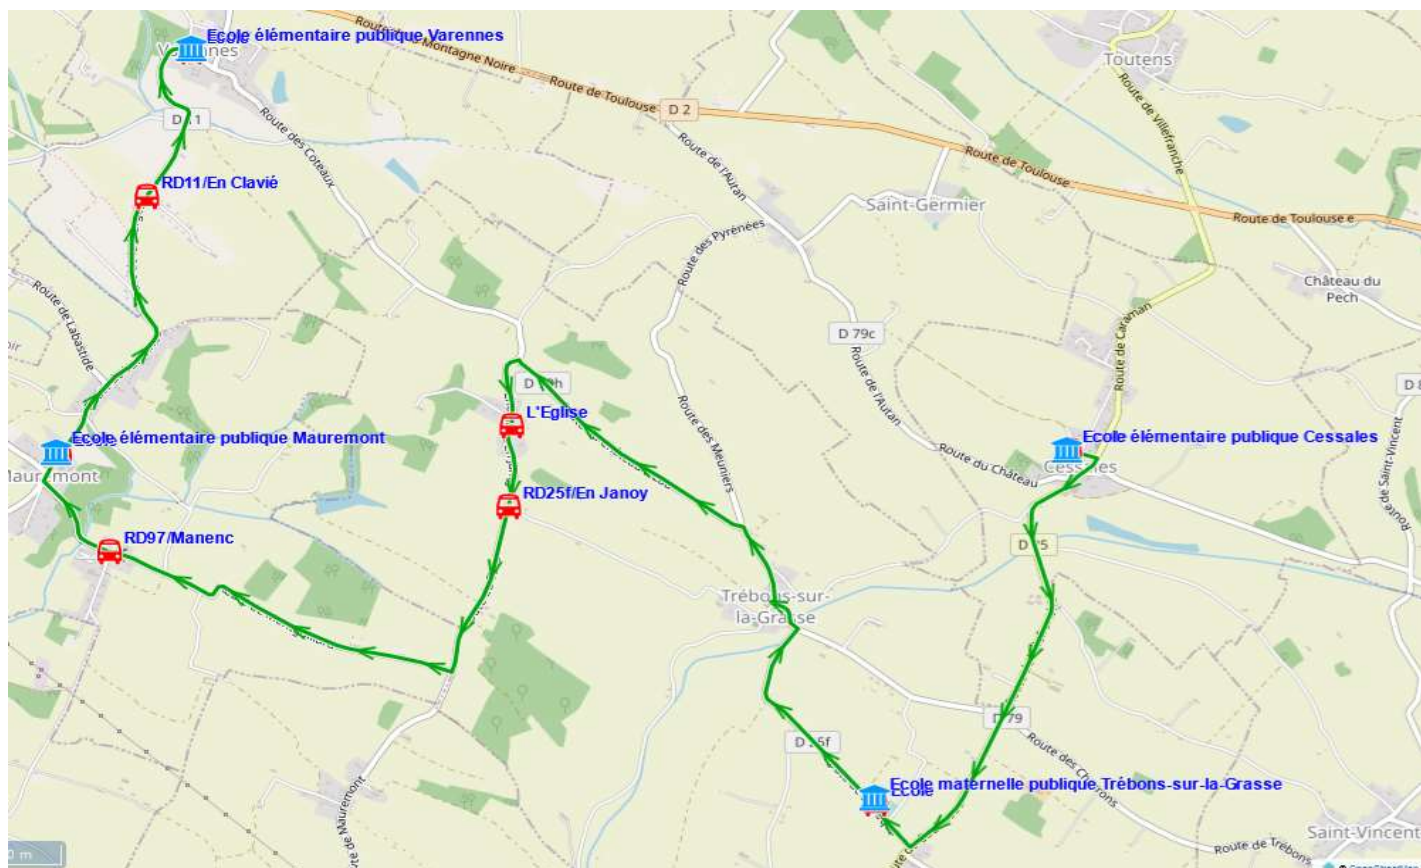 Ecole élémentaire publique Varennes
Montagne Noire
Route de Toulouse
D 2
Toutens
Route de Villefranche
Route des Coteaux
Route de l'Autan
Route de Toulouse
RD11/En Clavié
Saint-Germier
Route de Toulouse
Route des Pyrénées
Château du
Pech
Route de Labastide
D 79c
Route de Caraman
Route de l'Autan
L'Eglise
Route des Meuniers
Ecole élémentaire publique Mauremont
Ecole élémentaire publique Cessales
Route du Château
Cessales
Route de Saint-Vincent
Mauremont
RD25f/En Janoy
RD97/Manenc
Trébons-sur-
la-Grasse
D 79
Route des Chevrons
Ecole maternelle publique Trébons-sur-la-Grasse
Ecole
Saint-Vincent
Route de Trébons